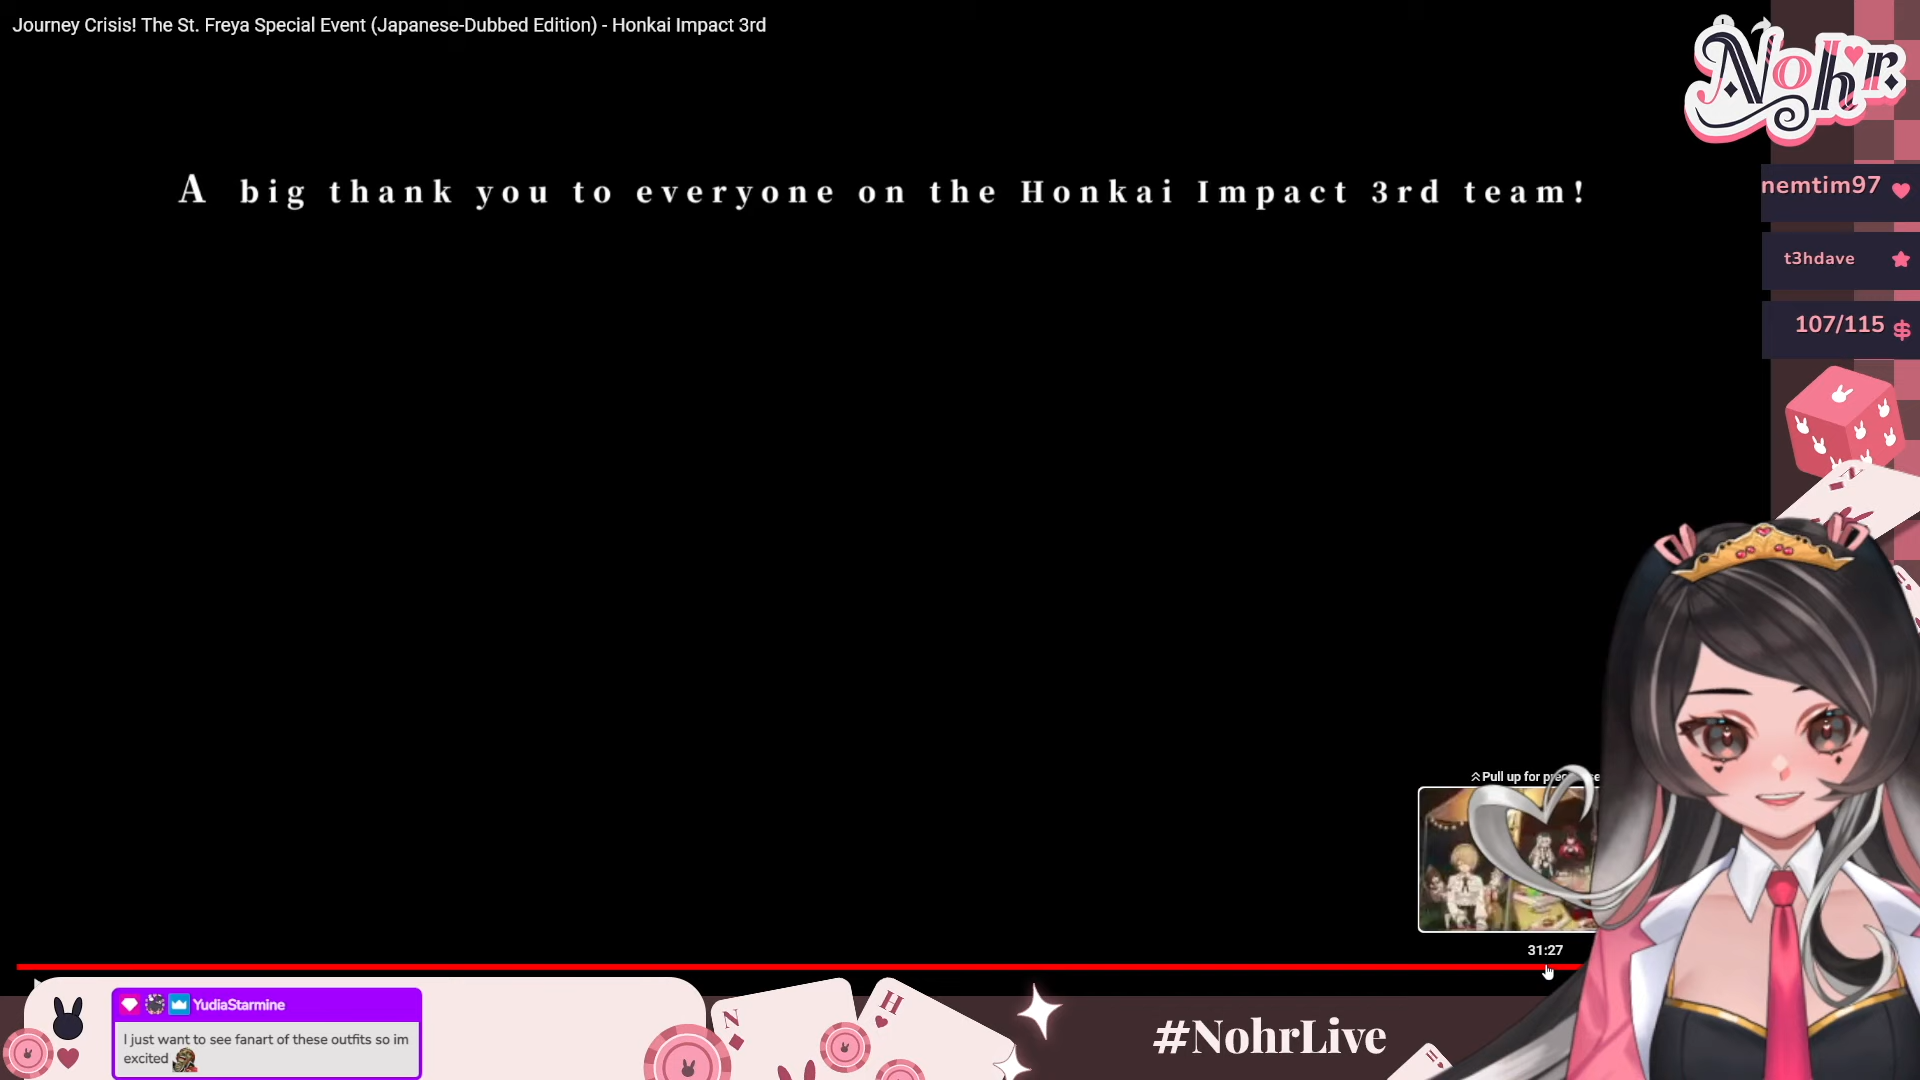 Journey Crisis! The St. Freya Special Event (Japanese-Dubbed Edition) - Honkai Impact 3rd
Nohr
A big thank you to everyone on the Honkai Impact 3rd team!
nemtim97
t3hdave
107/115
Pull up for
31:27
YudiaStarmine
I just want to see fanart of these outfits so im
excited
N
H
#NohrLive